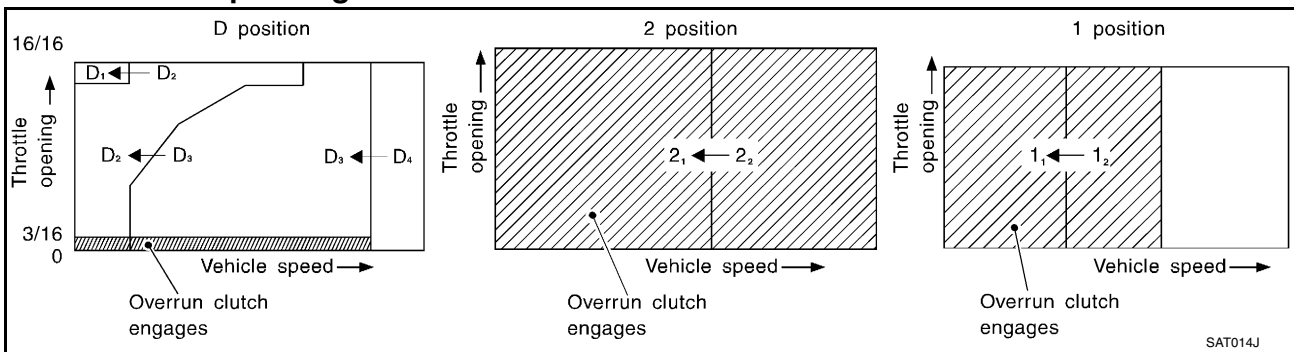 D position
16/16
D₁ ← D₂
D₂ ← D₃
D₃ ← D₄
Throttle
opening →
3/16
0
Vehicle speed →
Overrun clutch
engages
2 position
Throttle
opening →
2₁ ← 2₂
Vehicle speed →
Overrun clutch
engages
1 position
Throttle
opening →
1₁ ← 1₂
Vehicle speed →
Overrun clutch
engages
SAT014J